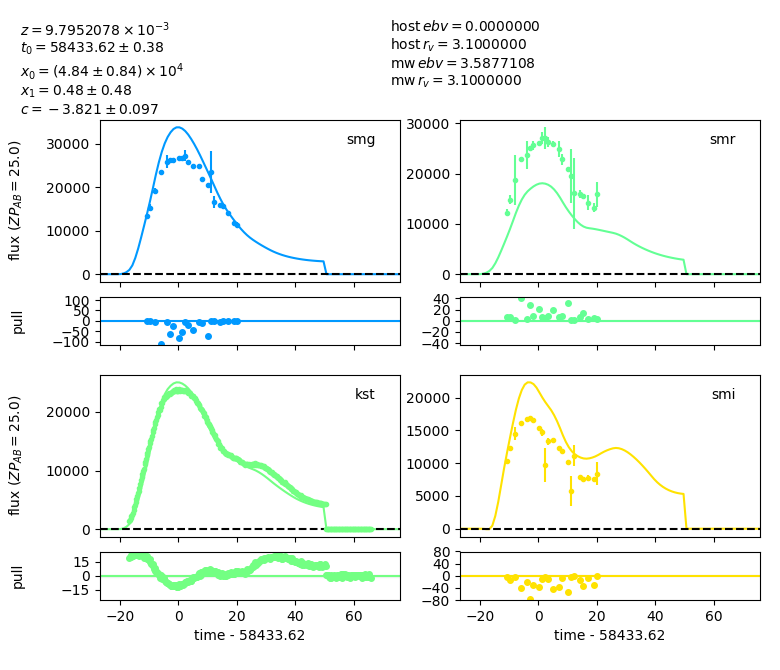 z = 9.7952078 × 10⁻³
t₀ = 58433.62 ± 0.38
x₀ = (4.84 ± 0.84) × 10⁴
x₁ = 0.48 ± 0.48
c = −3.821 ± 0.097
host ebv = 0.0000000
host r_v = 3.1000000
mw ebv = 3.5877108
mw r_v = 3.1000000
flux (ZP_AB = 25.0)
30000
20000
10000
0
smg
30000
20000
10000
0
smr
pull
100
50
0
−50
−100
40
20
0
−20
−40
flux (ZP_AB = 25.0)
20000
10000
0
kst
20000
15000
10000
5000
0
smi
pull
15
0
−15
80
40
0
−40
−80
−20 0 20 40 60
−20 0 20 40 60
time - 58433.62
time - 58433.62